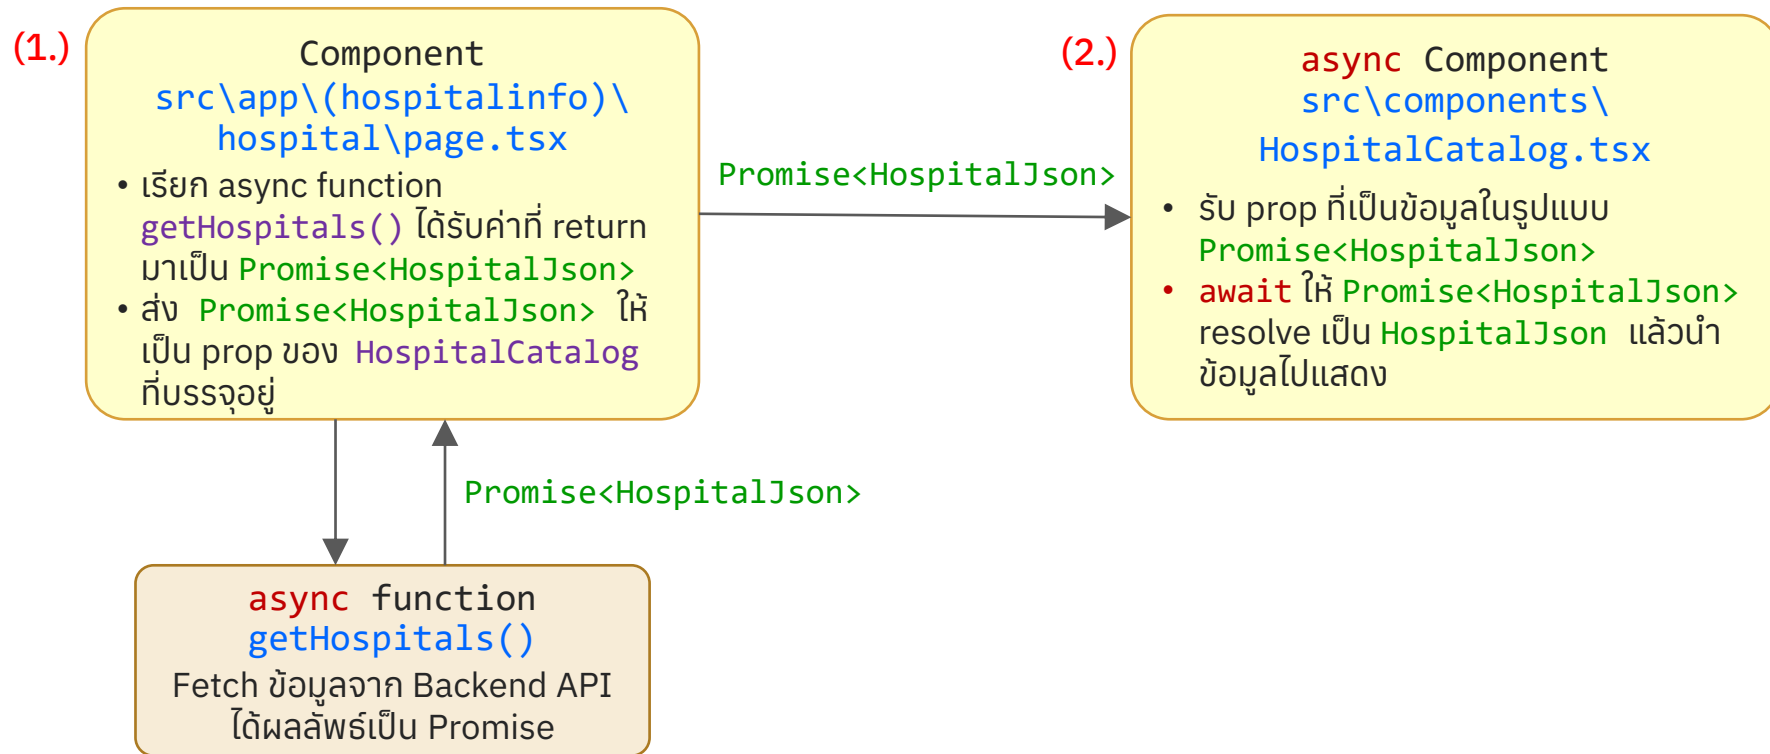 (1.)
Component
src\app\(hospitalinfo)\
hospital\page.tsx
• เรียก async function
getHospitals() ได้รับค่าที่ return
มาเป็น Promise<HospitalJson>
• ส่ง Promise<HospitalJson> ให้
เป็น prop ของ HospitalCatalog
ที่บรรจุอยู่
Promise<HospitalJson>
(2.)
async Component
src\components\
HospitalCatalog.tsx
• รับ prop ที่เป็นข้อมูลในรูปแบบ
Promise<HospitalJson>
• await ให้ Promise<HospitalJson>
resolve เป็น HospitalJson แล้วนำ
ข้อมูลไปแสดง
Promise<HospitalJson>
async function
getHospitals()
Fetch ข้อมูลจาก Backend API
ได้ผลลัพธ์เป็น Promise